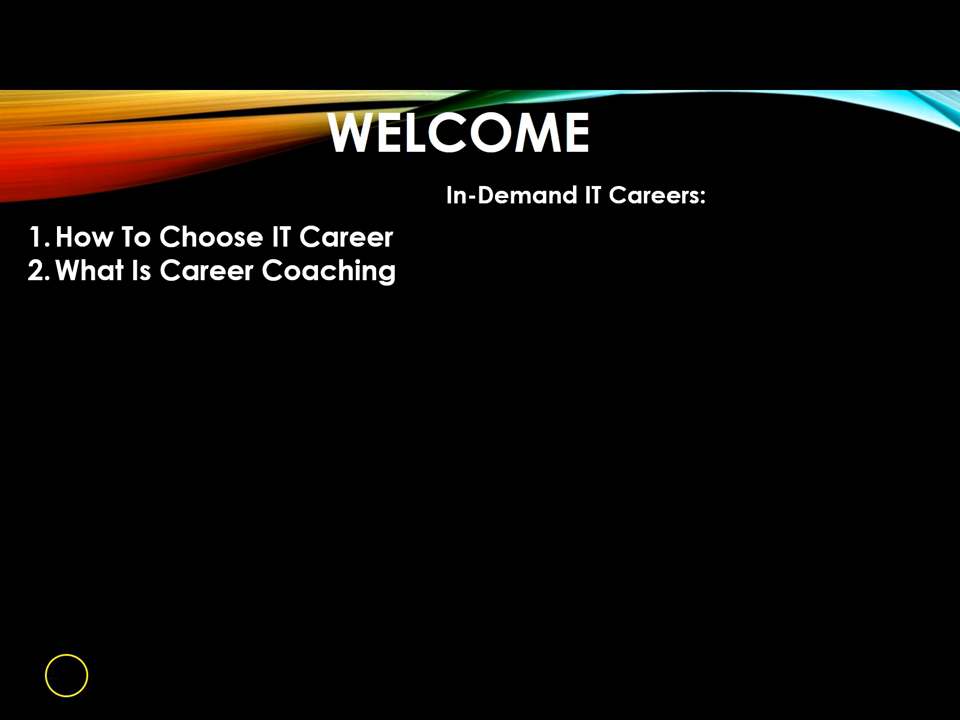 WELCOME
In-Demand IT Careers:
1. How To Choose IT Career
2. What Is Career Coaching